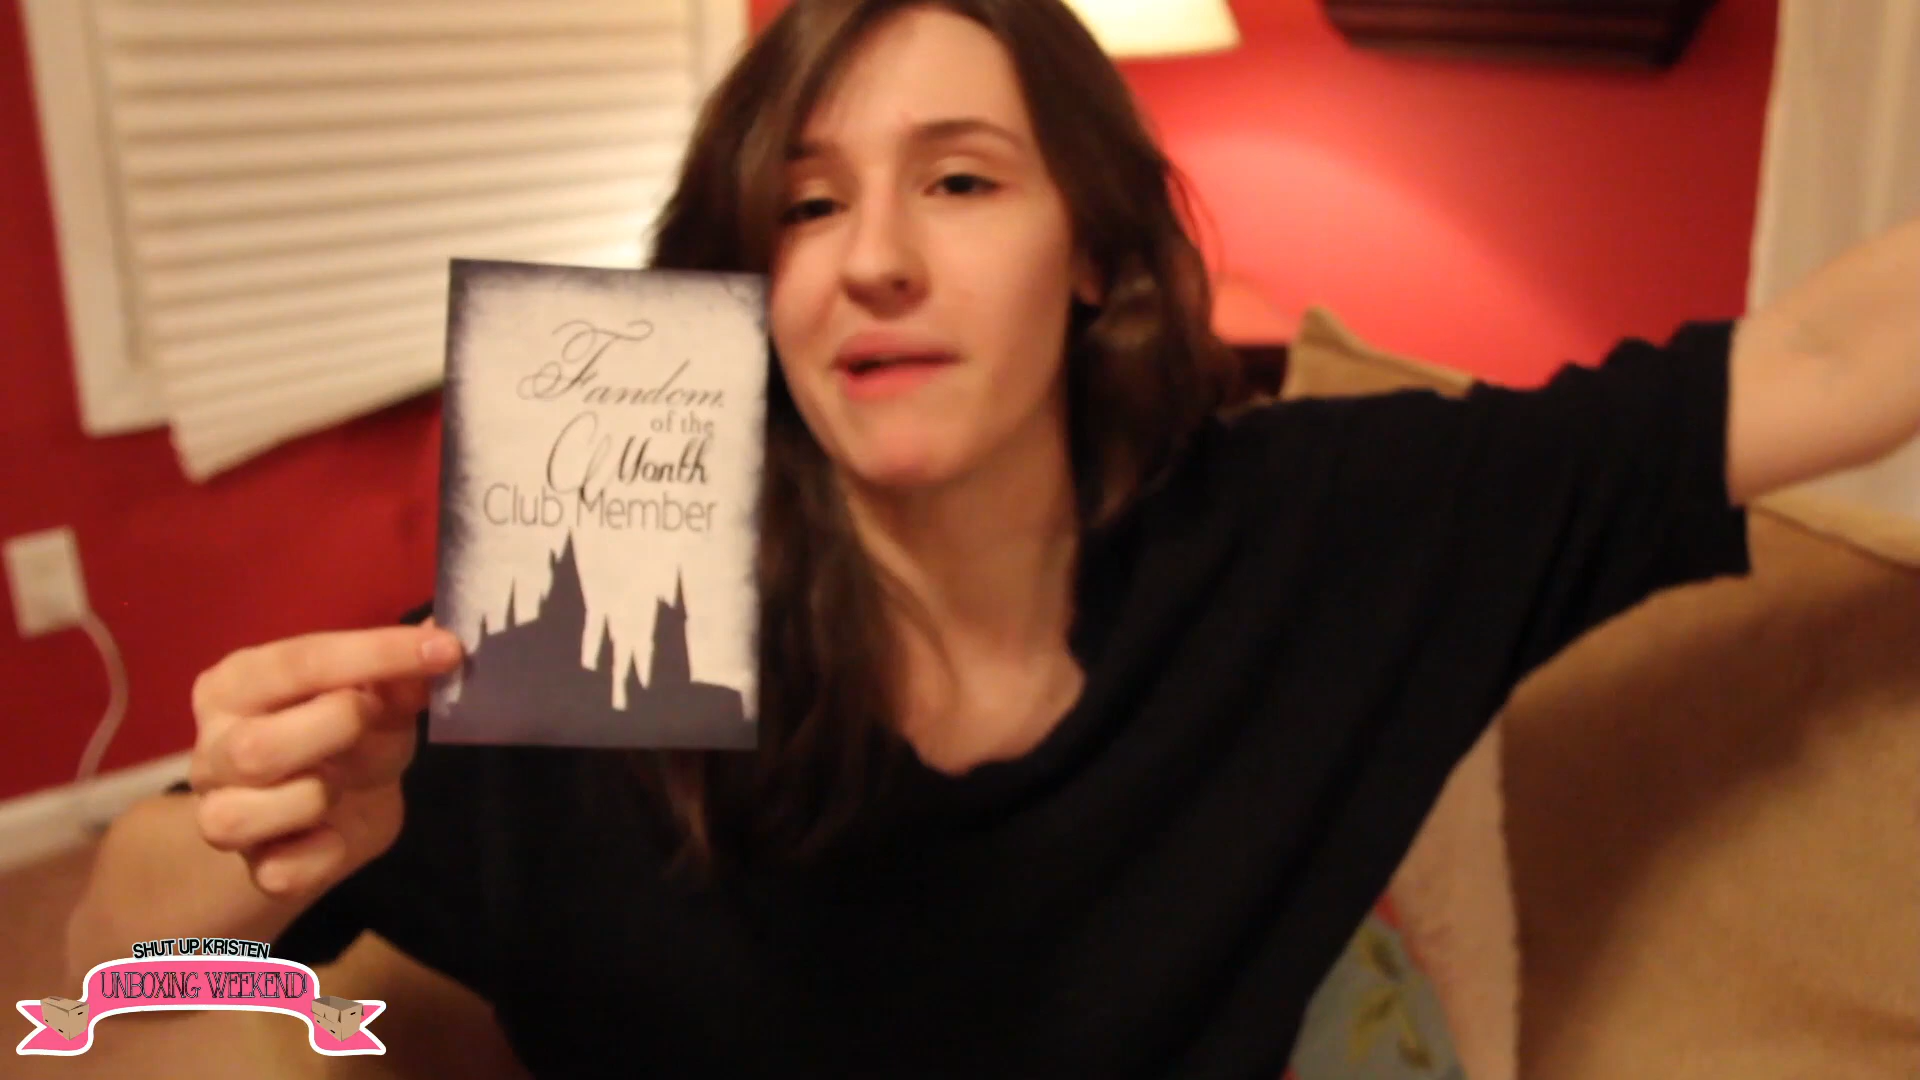 Fandom
of the
Month
Club Member
SHUT UP KRISTEN
UNBOXING WEEKEND!